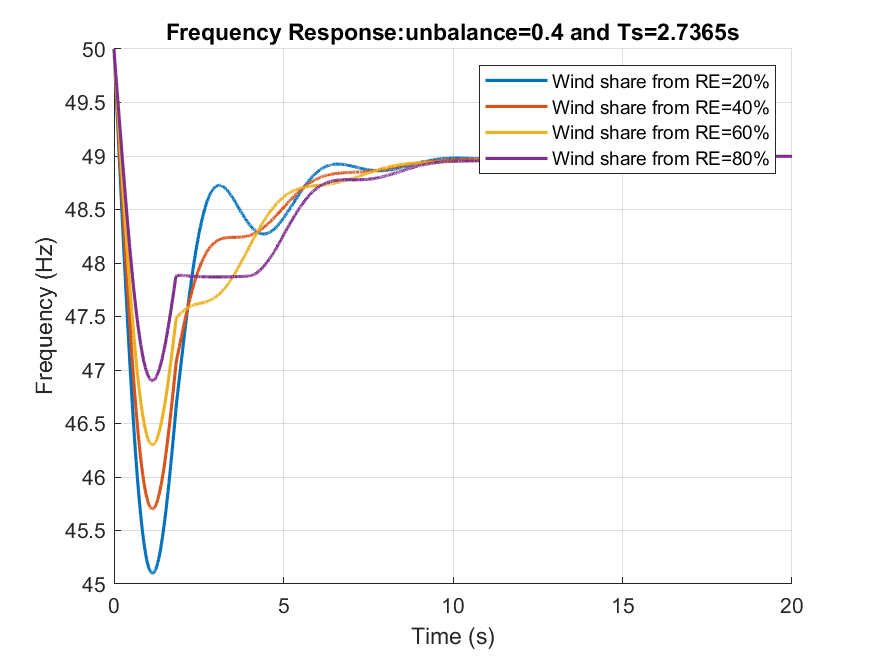 Frequency Response:unbalance=0.4 and Ts=2.7365s
50
49.5
49
48.5
48
47.5
47
46.5
46
45.5
45
Frequency (Hz)
Wind share from RE=20%
Wind share from RE=40%
Wind share from RE=60%
Wind share from RE=80%
0 5 10 15 20
Time (s)